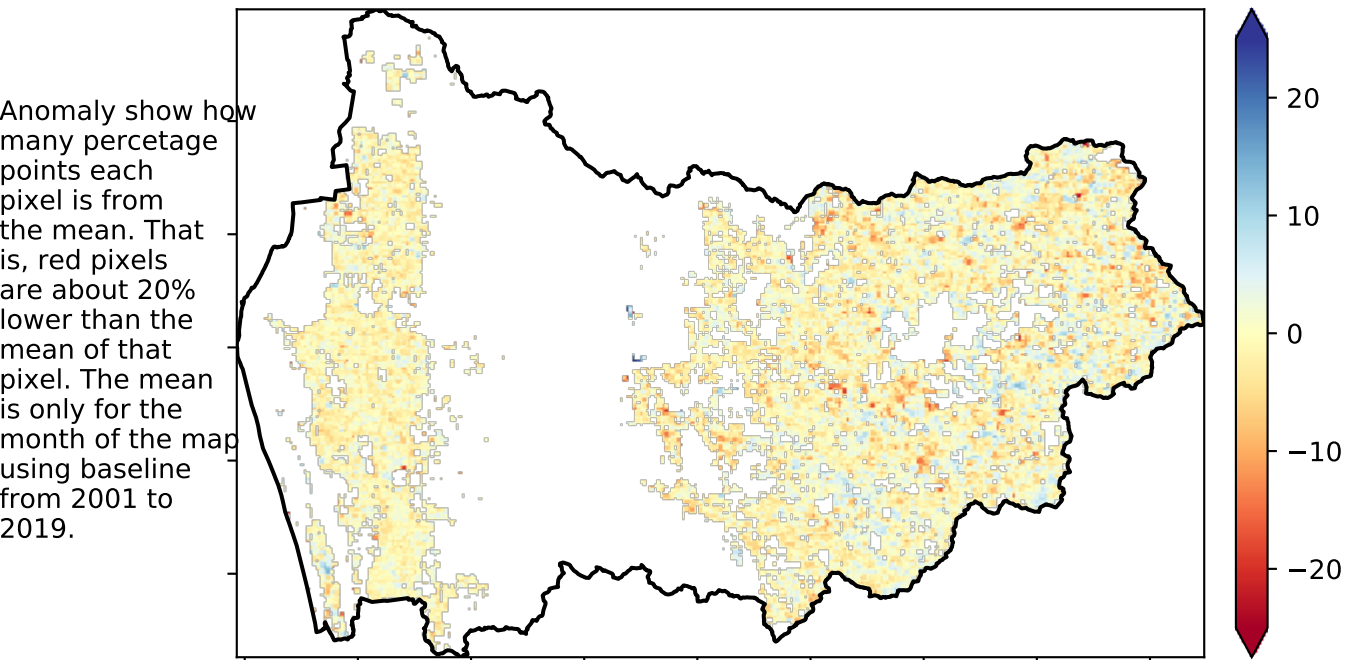 Anomaly show how
many percetage
points each
pixel is from
the mean. That
is, red pixels
are about 20%
lower than the
mean of that
pixel. The mean
is only for the
month of the map
using baseline
from 2001 to
2019.
20
10
0
−10
−20